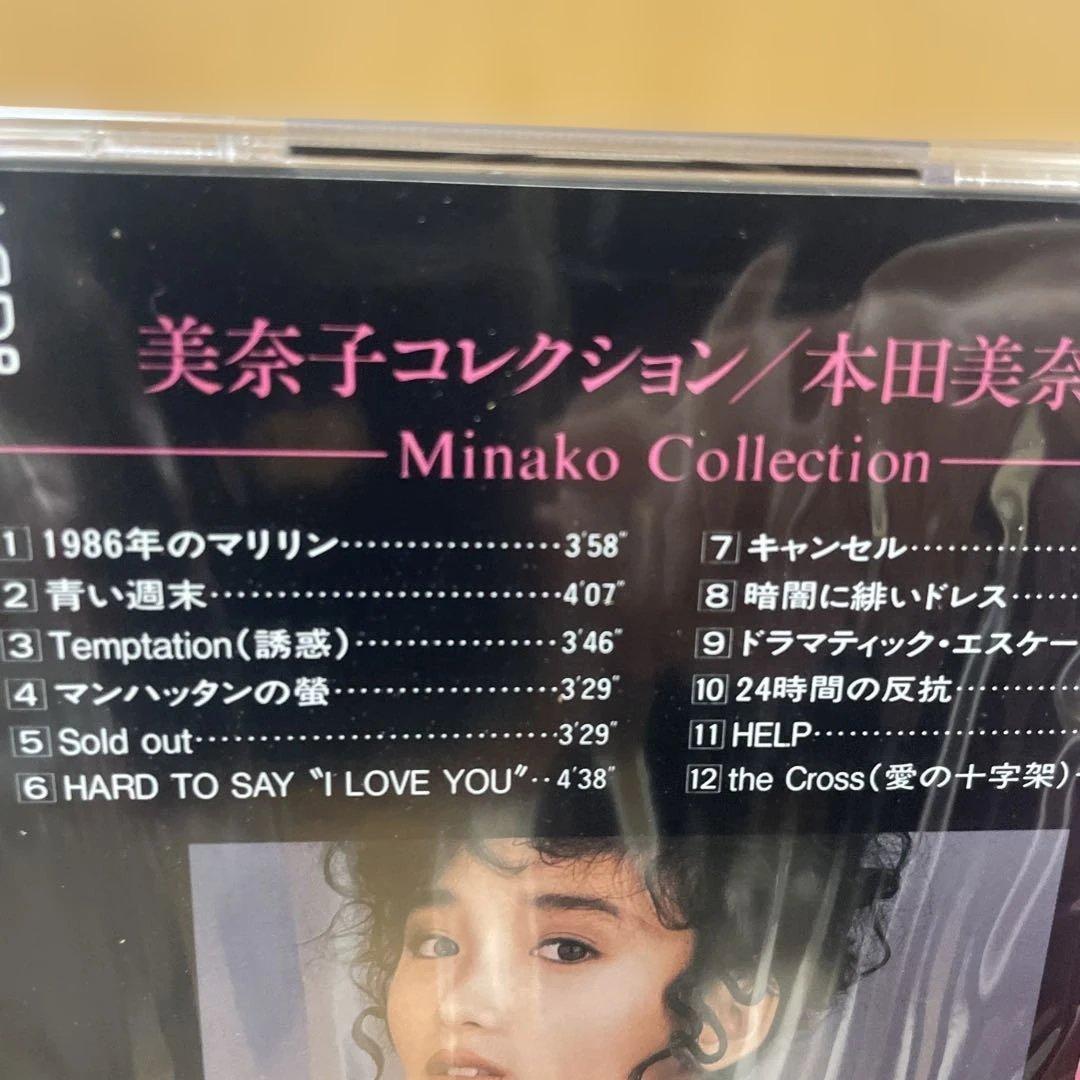 美奈子コレクション／本田美奈
Minako Collection
1 1986年のマリリン………………3'58"
2 青い週末………………………4'07"
3 Temptation(誘惑)……………3'46"
4 マンハッタンの螢………………3'29"
5 Sold out…………………………3'29"
6 HARD TO SAY〝I LOVE YOU〞‥4'38"
7 キャンセル……………
8 暗闇に緋いドレス……
9 ドラマティック・エスケー
10 24時間の反抗…………
11 HELP……………………
12 the Cross(愛の十字架)